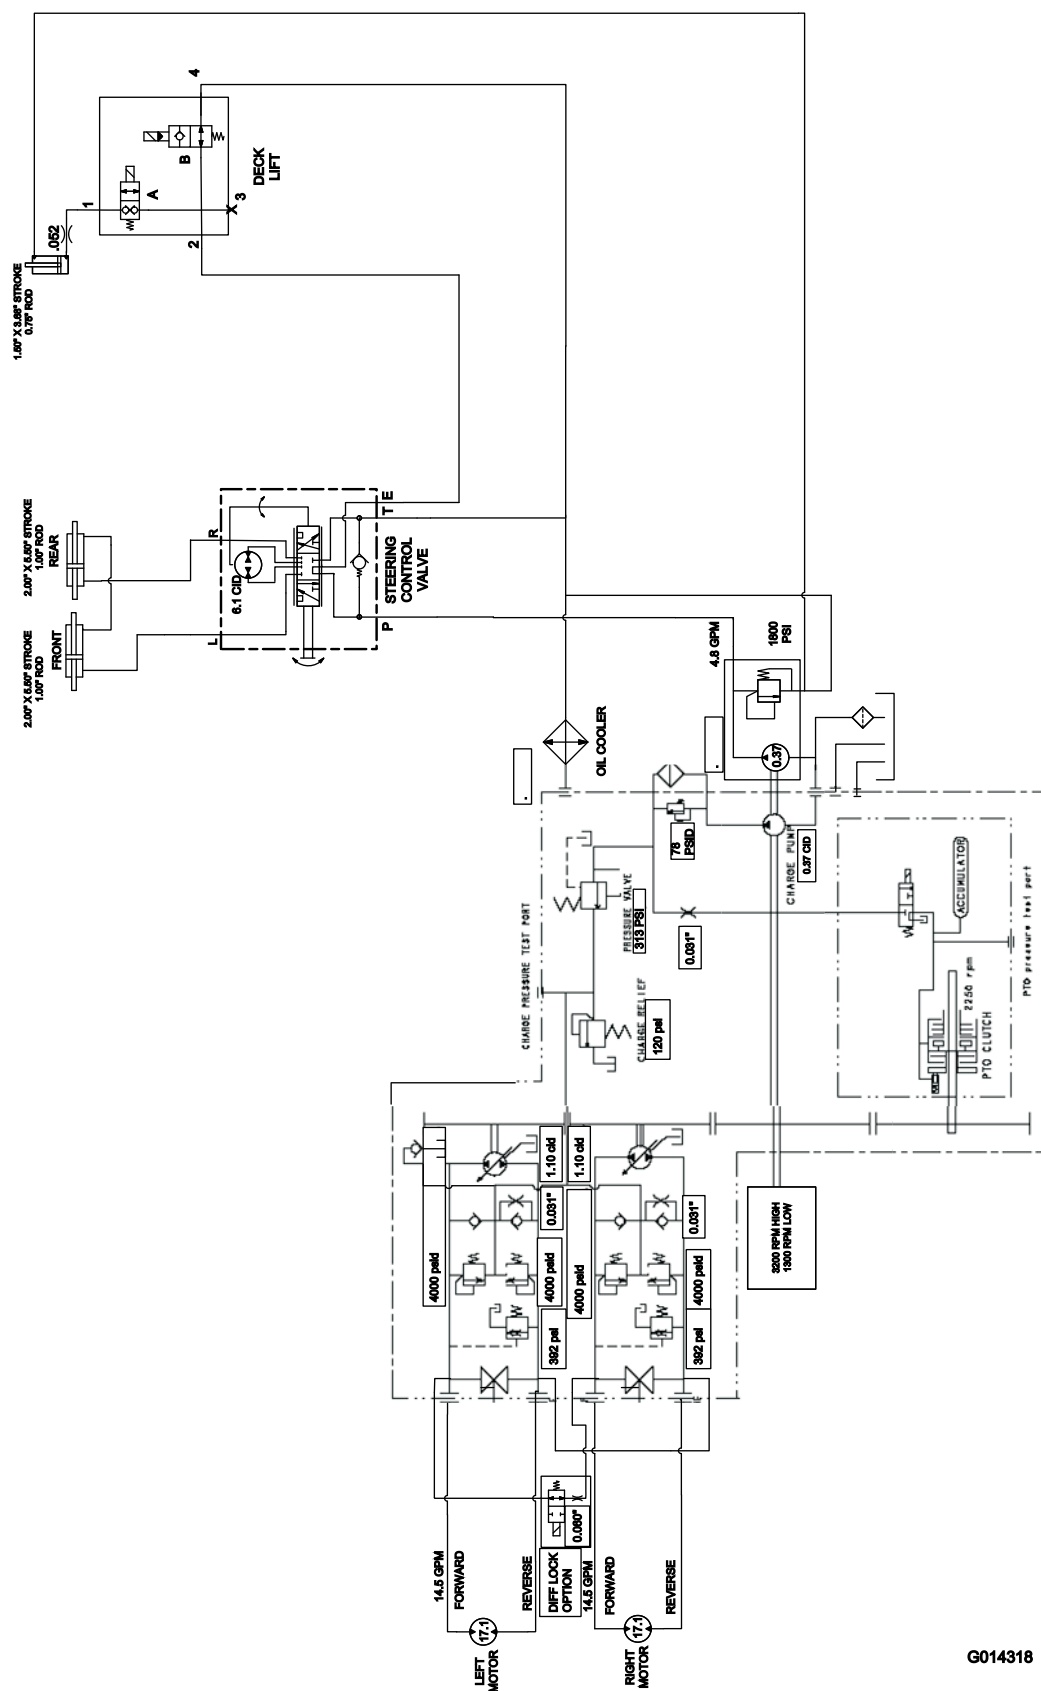 4
B
DECK
LIFT
A
1
3
.052
2
1.50" X 3.68" STROKE
0.75" ROD
2.00" X 5.50" STROKE
1.00" ROD
REAR
2.00" X 5.50" STROKE
1.00" ROD
FRONT
R
L
6.1 CID
E
T
P
STEERING
CONTROL
VALVE
4.8 GPM
1800
PSI
0.37
OIL COOLER
78
PSID
CHARGE PUMP
0.37 CID
PRESSURE VALVE
313 PSI
0.031"
CHARGE PRESSURE TEST PORT
CHARGE RELIEF
120 psi
ACCUMULATOR
PTO pressure test port
2250 rpm
PTO CLUTCH
1.10 cid
1.10 cid
0.031"
0.031"
4000 psid
4000 psid
4000 psid
4000 psid
392 psi
392 psi
3200 RPM HIGH
1300 RPM LOW
0.060"
DIFF LOCK
OPTION
14.5 GPM
FORWARD
REVERSE
14.5 GPM
FORWARD
REVERSE
17.1
LEFT
MOTOR
17.1
RIGHT
MOTOR
G014318